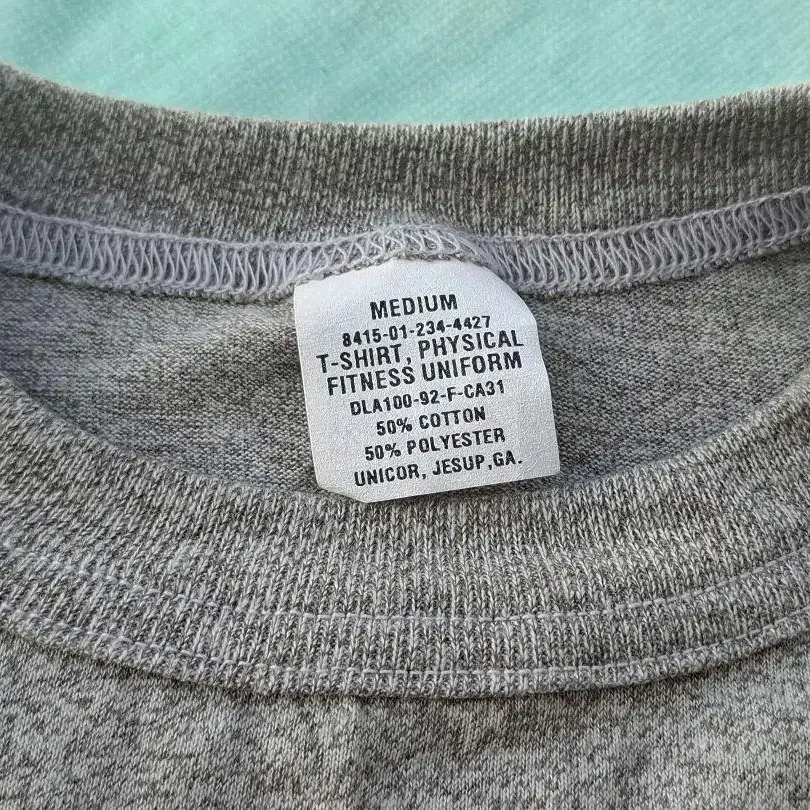 MEDIUM
8415-01-234-4427
T-SHIRT, PHYSICAL
FITNESS UNIFORM
DLA100-92-F-CA31
50% COTTON
50% POLYESTER
UNICOR, JESUP,GA.